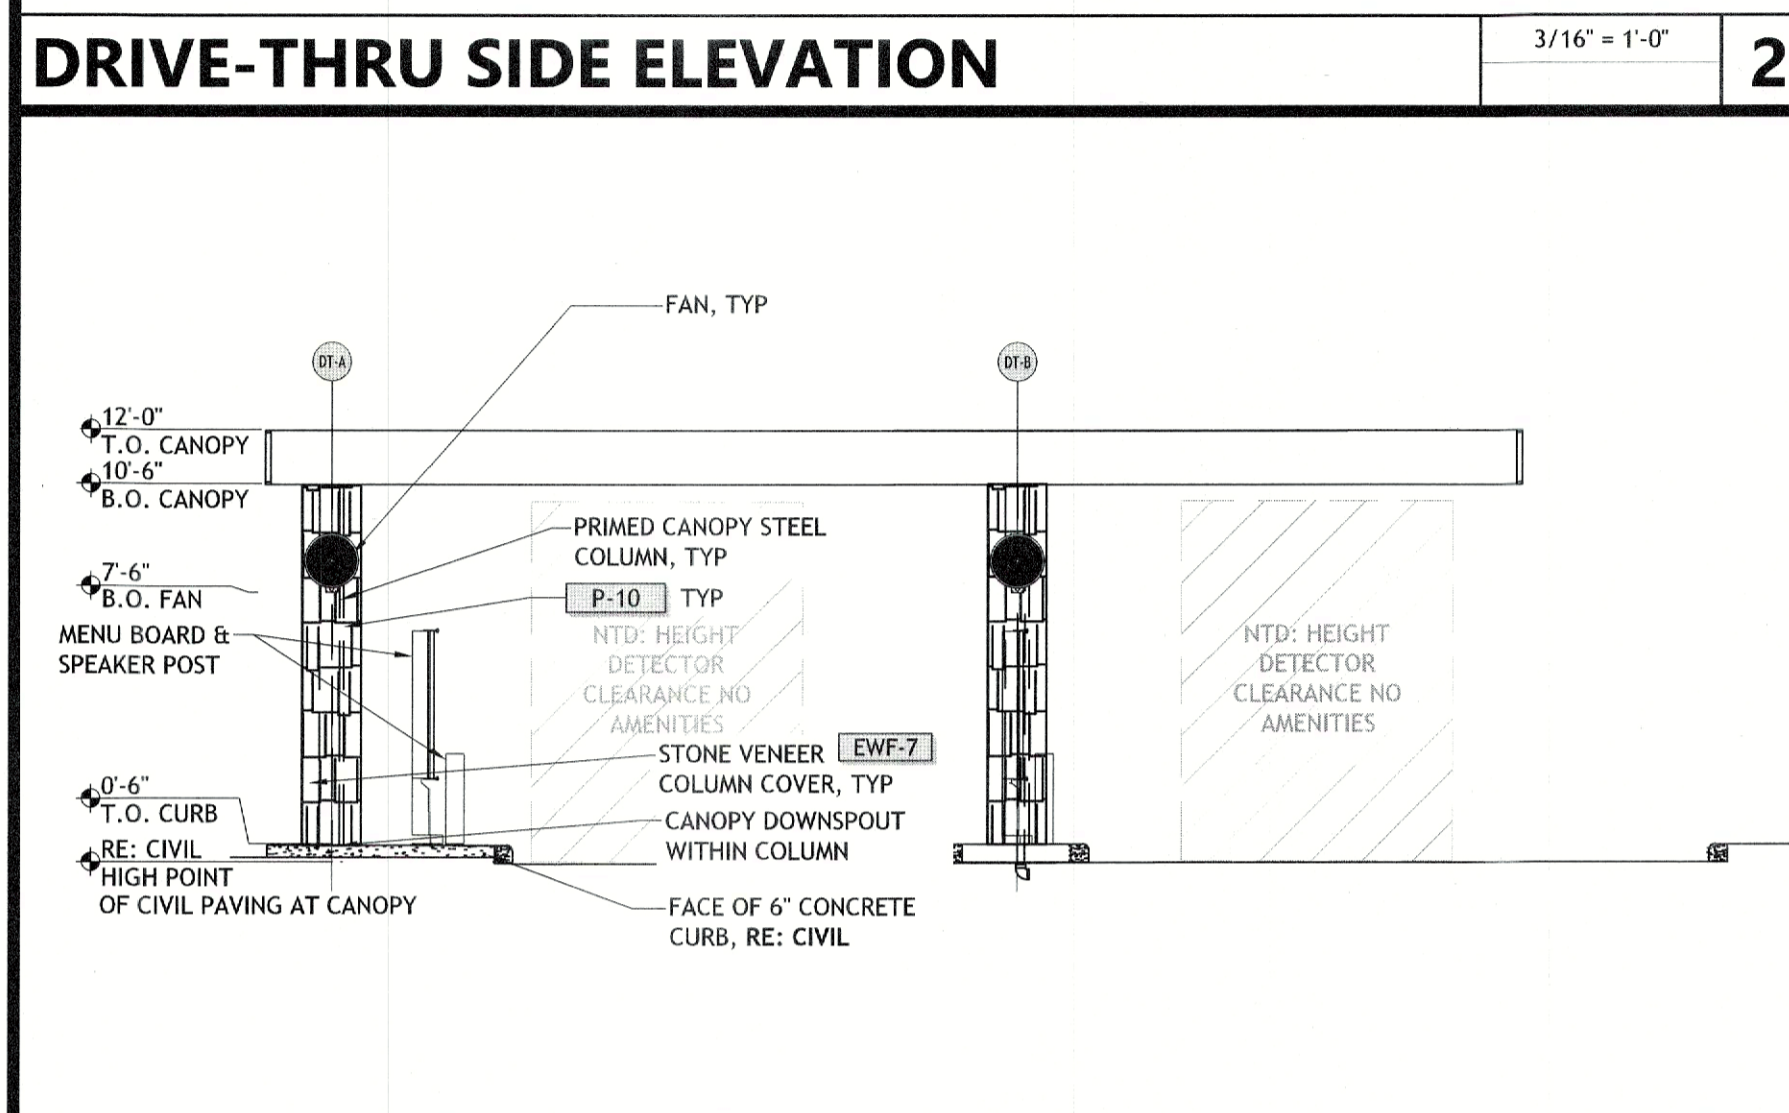 DRIVE-THRU SIDE ELEVATION
3/16" = 1'-0"
2
FAN, TYP
DT-A
DT-B
12'-0"
T.O. CANOPY
10'-6"
B.O. CANOPY
PRIMED CANOPY STEEL
COLUMN, TYP
7'-6"
B.O. FAN
P-10 TYP
MENU BOARD &
SPEAKER POST
NTD: HEIGHT
DETECTOR
CLEARANCE NO
AMENITIES
NTD: HEIGHT
DETECTOR
CLEARANCE NO
AMENITIES
STONE VENEER EWF-7
COLUMN COVER, TYP
0'-6"
T.O. CURB
CANOPY DOWNSPOUT
WITHIN COLUMN
RE: CIVIL
HIGH POINT
OF CIVIL PAVING AT CANOPY
FACE OF 6" CONCRETE
CURB, RE: CIVIL